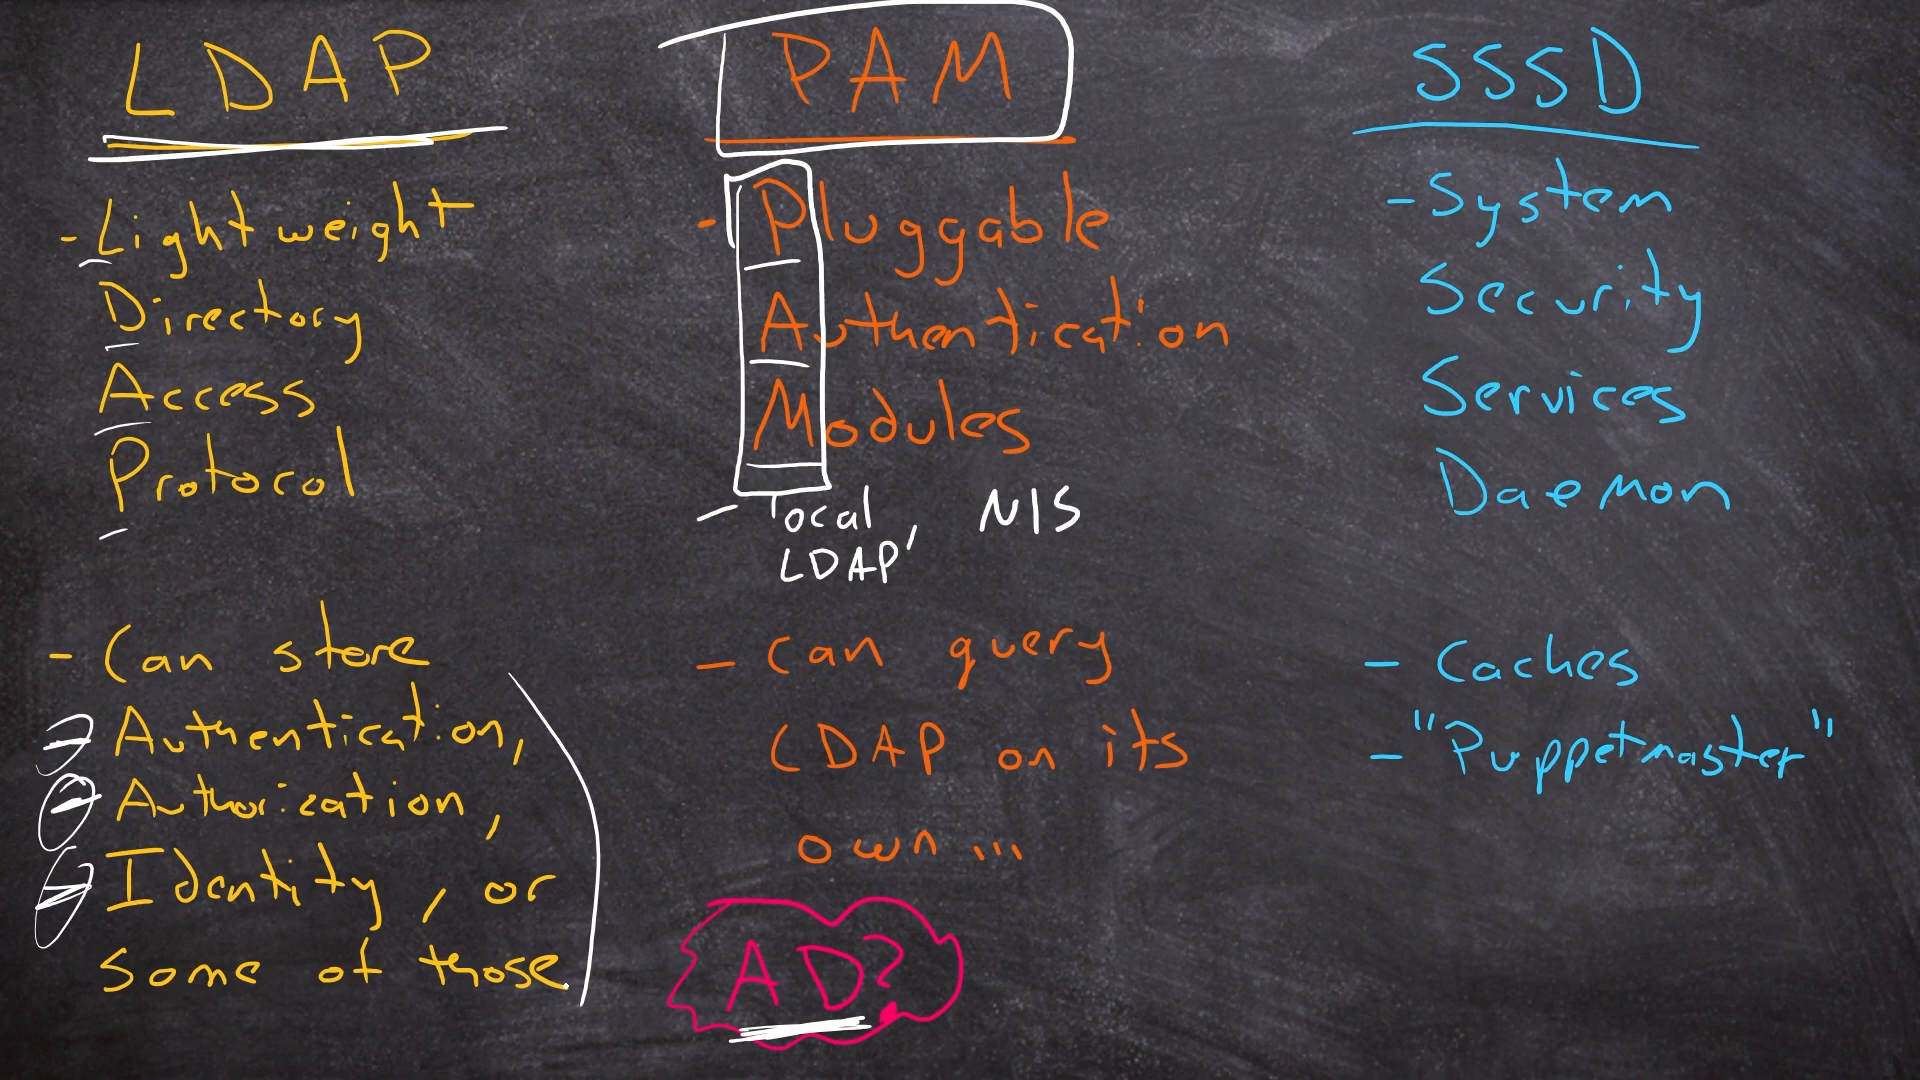 LDAP
- Lightweight
Directory
Access
Protocol
- Can store
- Authentication,
- Authorization,
- Identity, or
some of those.
PAM
- Pluggable
Authentication
Modules
- local, NIS
LDAP
- can query
LDAP on its
own...
AD?
SSSD
- System
Security
Services
Daemon
- Caches
- "Puppetmaster"